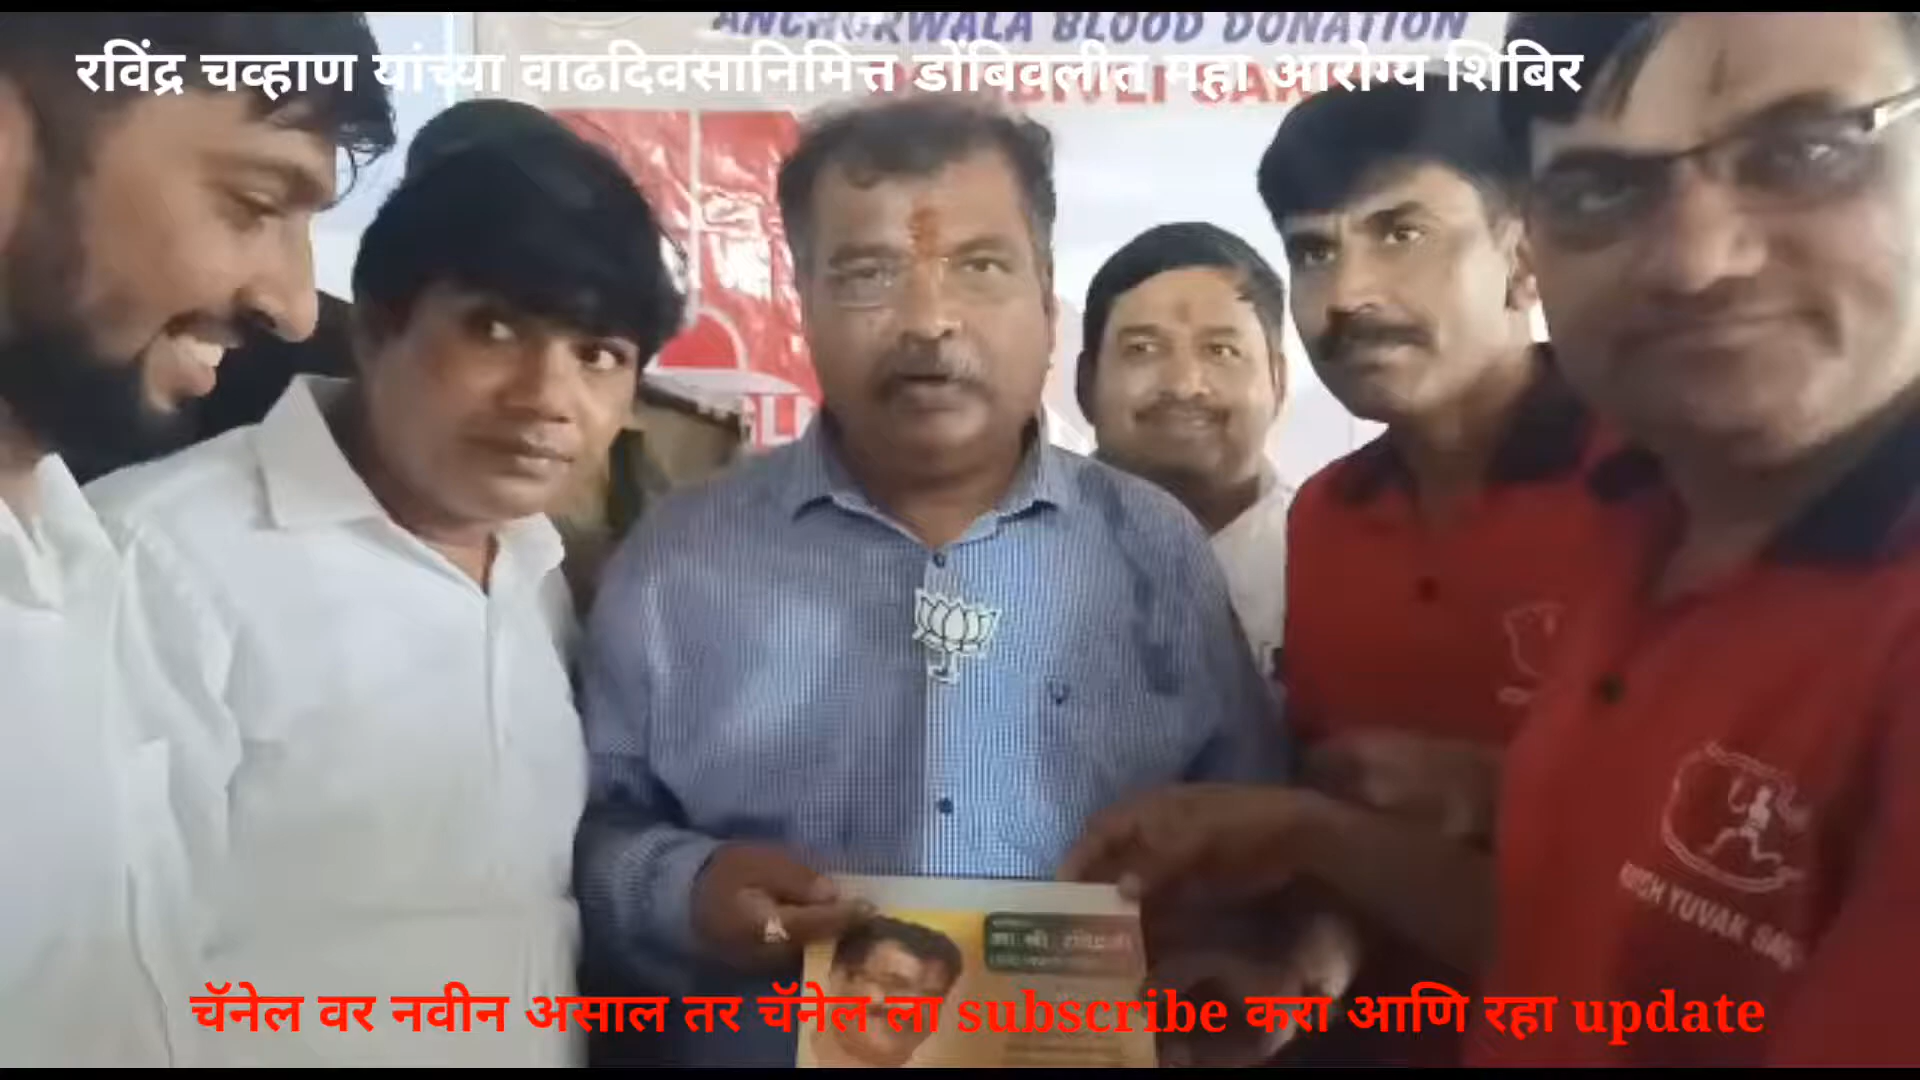 ANCHORWALA BLOOD DONATION
रविंद्र चव्हाण यांच्या वाढदिवसानिमित्त डोंबिवलीत महा आरोग्य शिबिर
YUVAK
चॅनेल वर नवीन असाल तर चॅनेल ला subscribe करा आणि रहा update